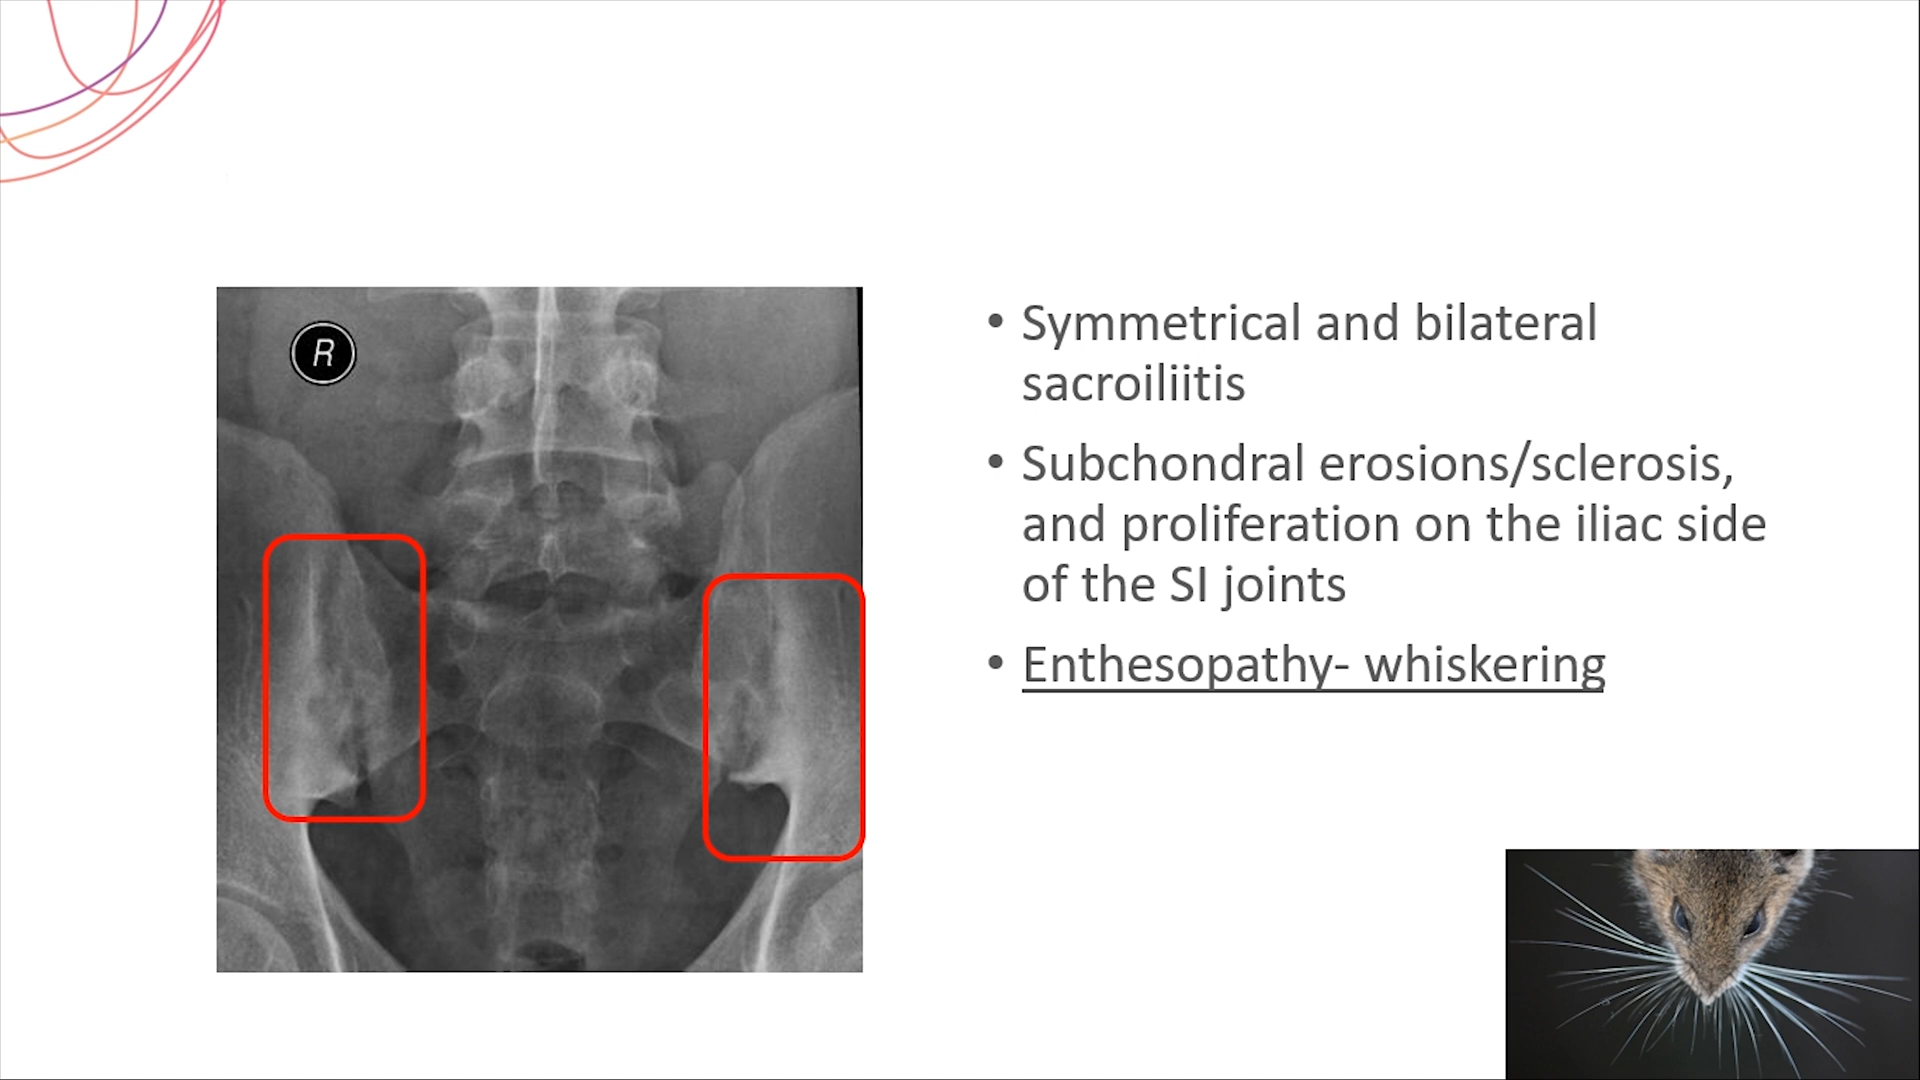 R
• Symmetrical and bilateral
sacroiliitis
• Subchondral erosions/sclerosis,
and proliferation on the iliac side
of the SI joints
• Enthesopathy- whiskering